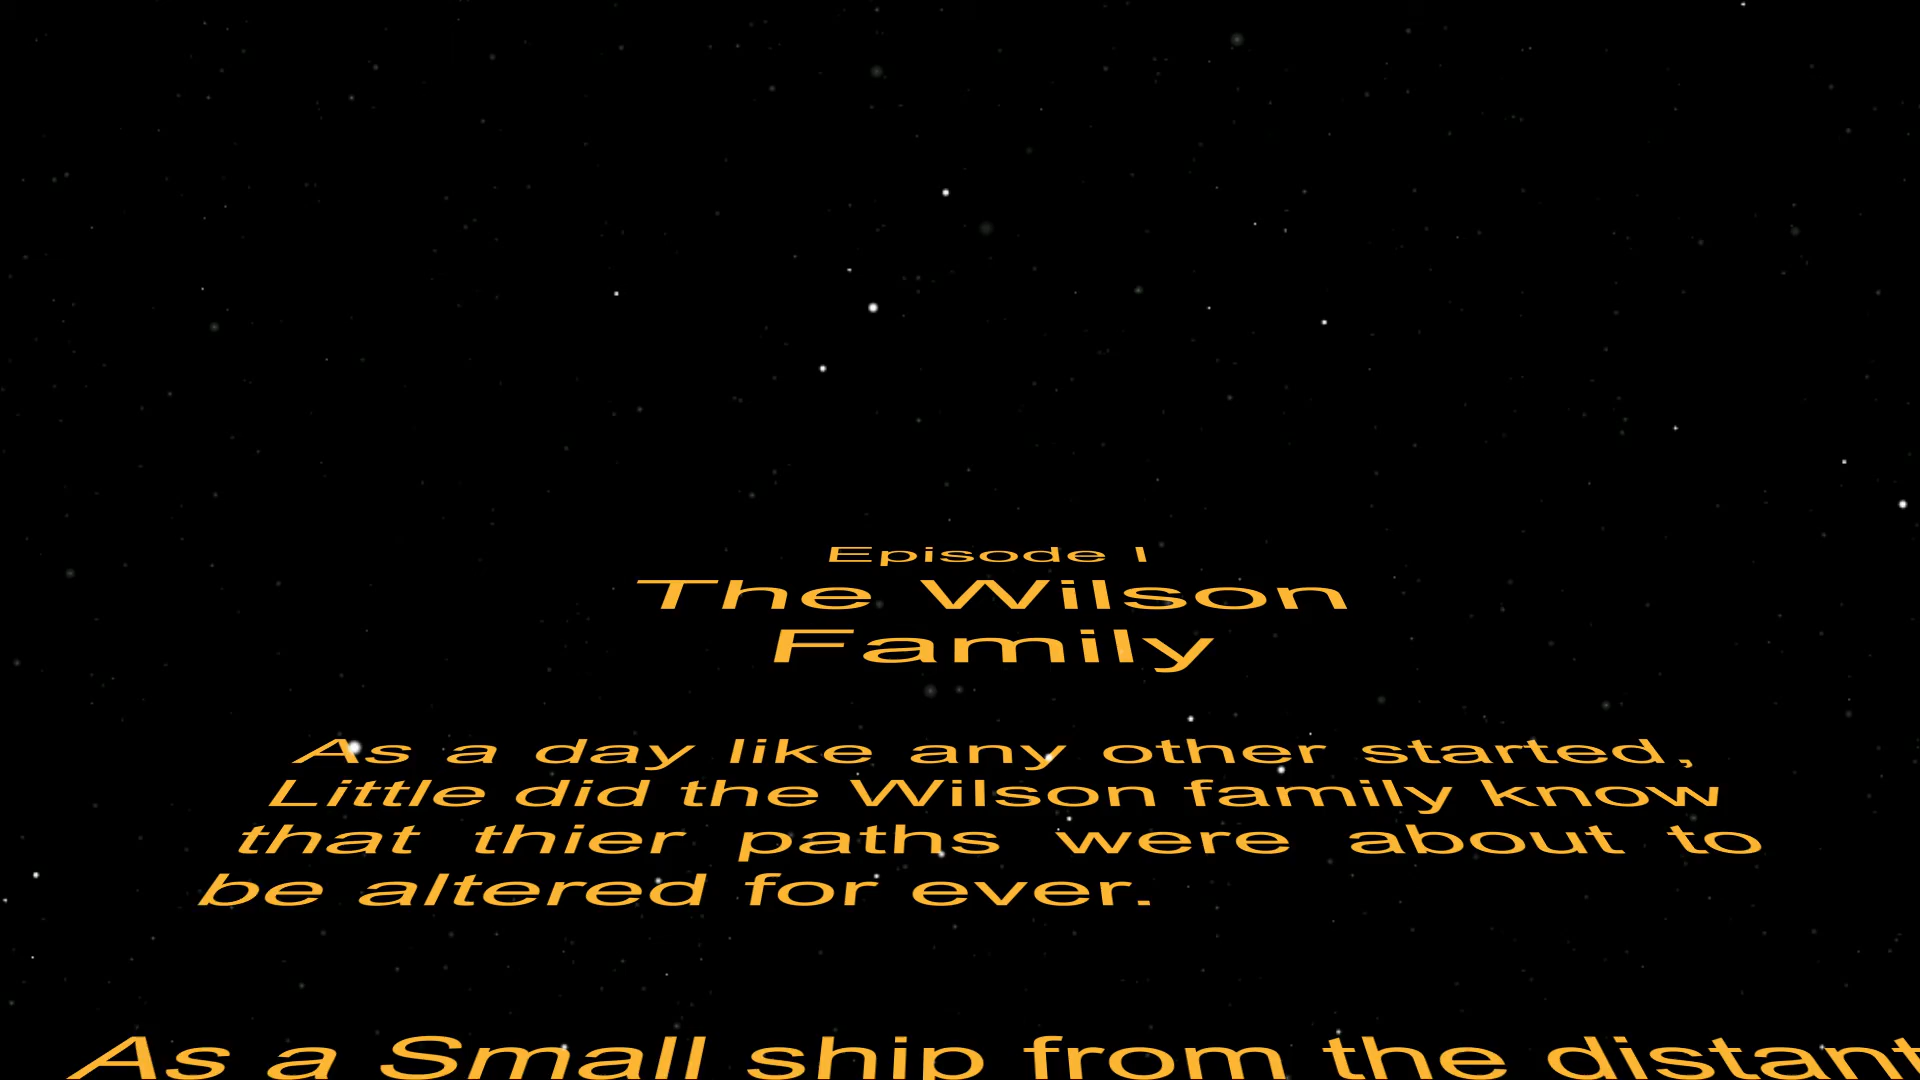 Episode I
The Wilson
Family
As a day like any other started,
Little did the Wilson family know
that thier paths were about to
be altered for ever.
As a Small ship from the distant